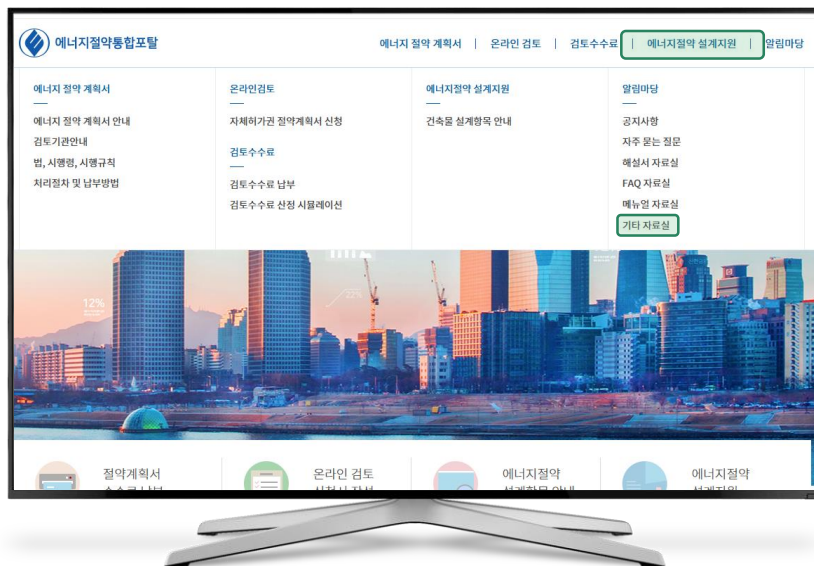 에너지절약통합포탈
에너지 절약 계획서 | 온라인 검토 | 검토수수료 | 에너지절약 설계지원 | 알림마당
에너지 절약 계획서
에너지 절약 계획서 안내
검토기관안내
법, 시행령, 시행규칙
처리절차 및 납부방법
온라인검토
자체허가권 절약계획서 신청
검토수수료
검토수수료 납부
검토수수료 산정 시뮬레이션
에너지절약 설계지원
건축물 설계항목 안내
알림마당
공지사항
자주 묻는 질문
해설서 자료실
FAQ 자료실
메뉴얼 자료실
기타 자료실
12%
22%
절약계획서
온라인 검토
에너지절약
에너지절약